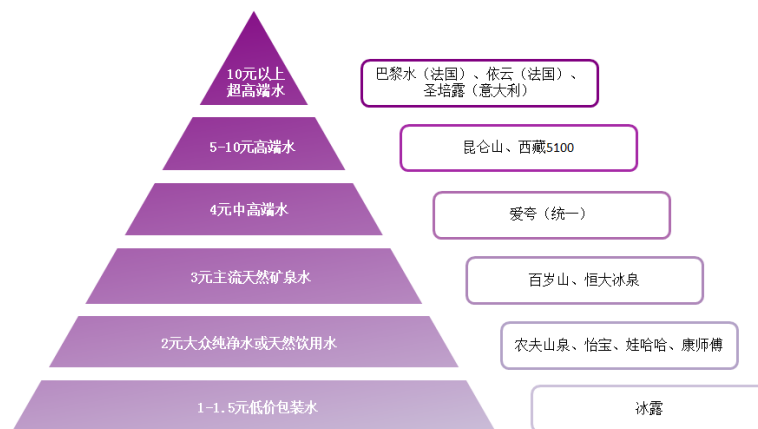 10元以上
超高端水
巴黎水（法国）、依云（法国）、
圣培露（意大利）
5-10元高端水
昆仑山、西藏5100
4元中高端水
爱夸（统一）
3元主流天然矿泉水
百岁山、恒大冰泉
2元大众纯净水或天然饮用水
农夫山泉、怡宝、娃哈哈、康师傅
1-1.5元低价包装水
冰露